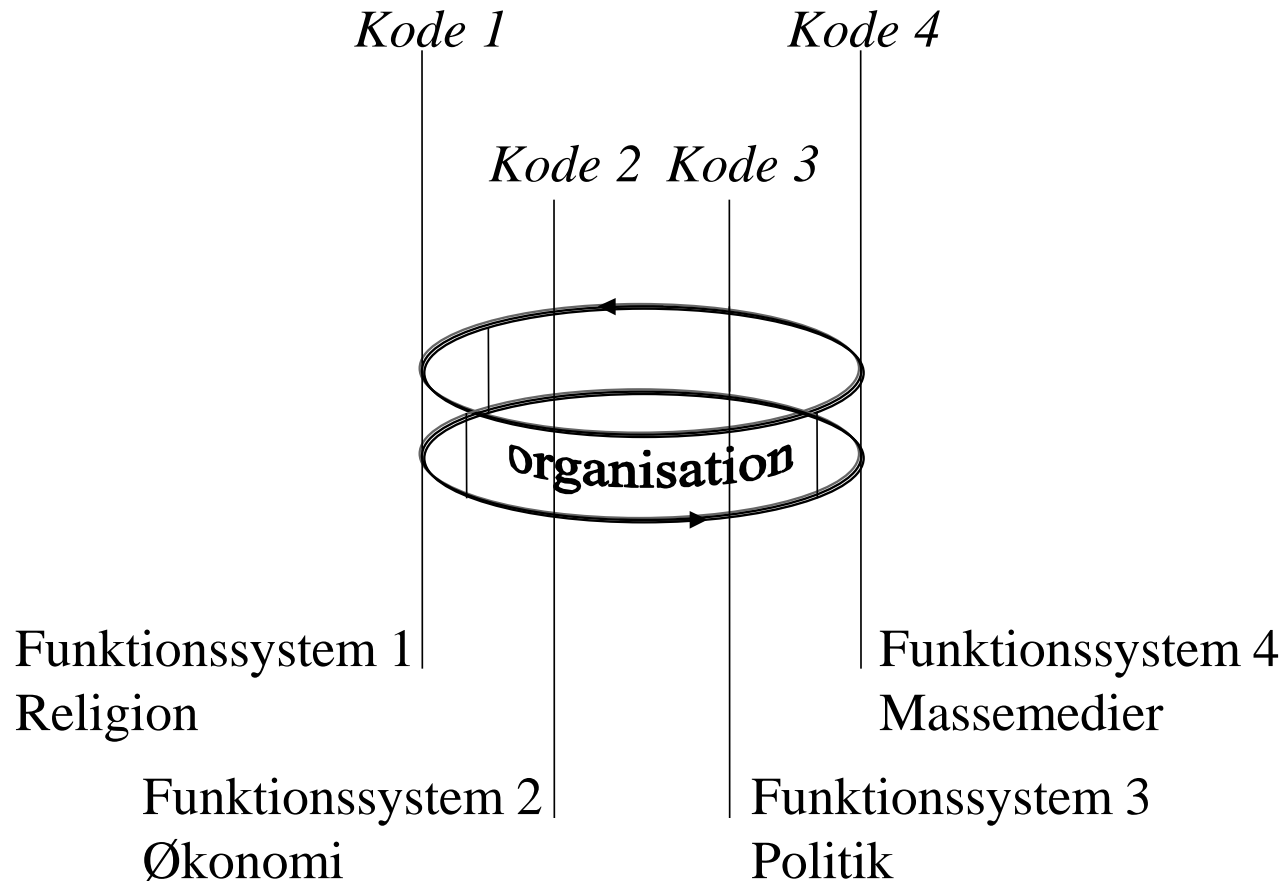 Kode 1
Kode 4
Kode 2
Kode 3
organisation
Funktionssystem 1
Religion
Funktionssystem 4
Massemedier
Funktionssystem 2
Økonomi
Funktionssystem 3
Politik